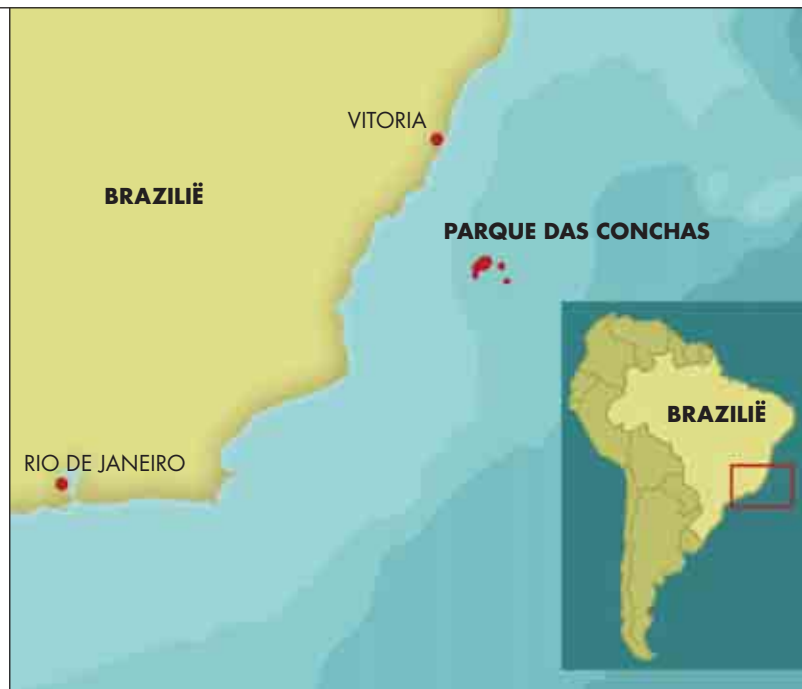 VITORIA
BRAZILIË
PARQUE DAS CONCHAS
BRAZILIË
RIO DE JANEIRO